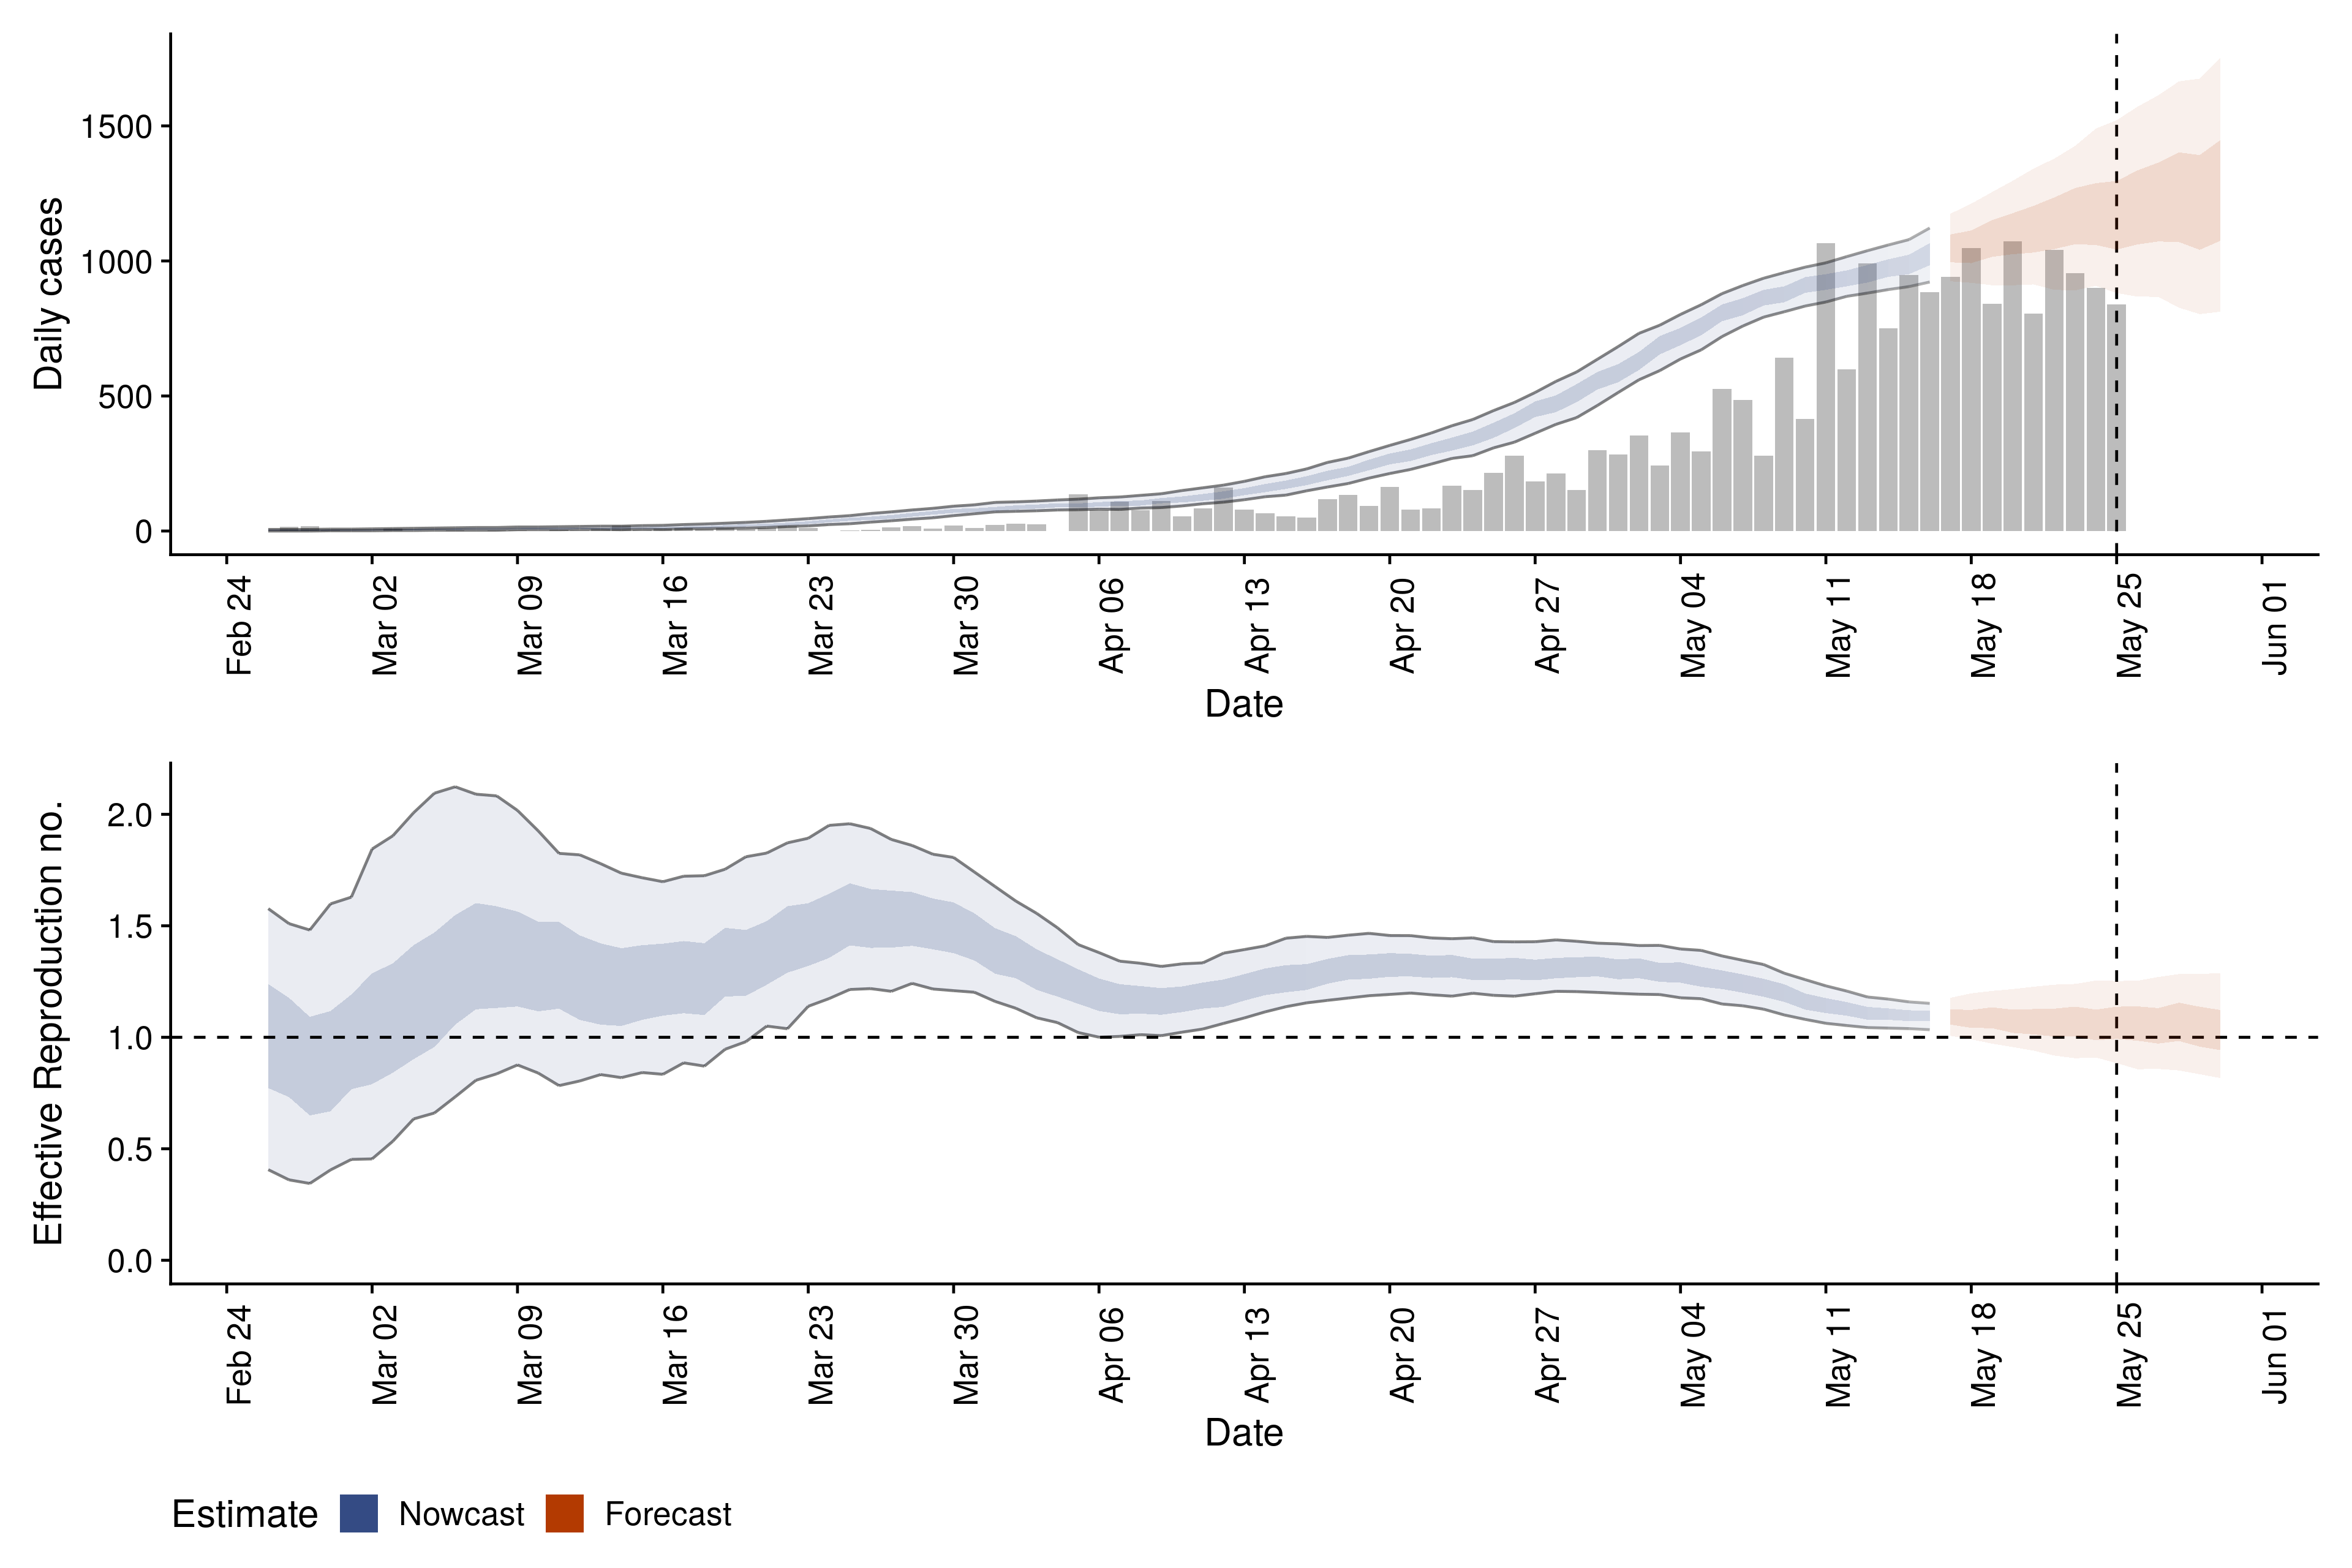 Daily cases
1500
1000
500
0
Feb 24
Mar 02
Mar 09
Mar 16
Mar 23
Mar 30
Apr 06
Apr 13
Apr 20
Apr 27
May 04
May 11
May 18
May 25
Jun 01
Date
Effective Reproduction no.
2.0
1.5
1.0
0.5
0.0
Feb 24
Mar 02
Mar 09
Mar 16
Mar 23
Mar 30
Apr 06
Apr 13
Apr 20
Apr 27
May 04
May 11
May 18
May 25
Jun 01
Date
Estimate Nowcast Forecast